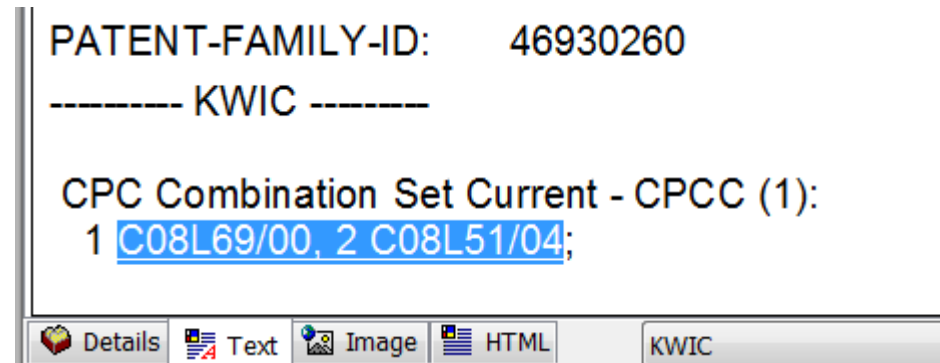 PATENT-FAMILY-ID: 46930260
---------- KWIC ---------
CPC Combination Set Current - CPCC (1):
1 C08L69/00, 2 C08L51/04;
Details Text Image HTML KWIC